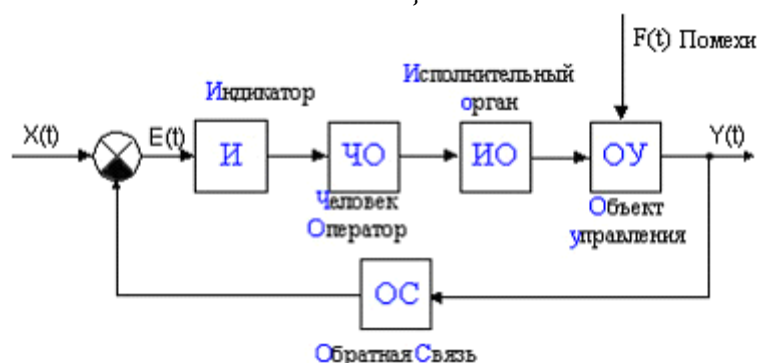 F(t) Помехи
Исполнительный
орган
Индикатор
X(t)
E(t)
И
ЧО
ИО
ОУ
Y(t)
Человек
Оператор
Объект
управления
ОС
Обратная Связь